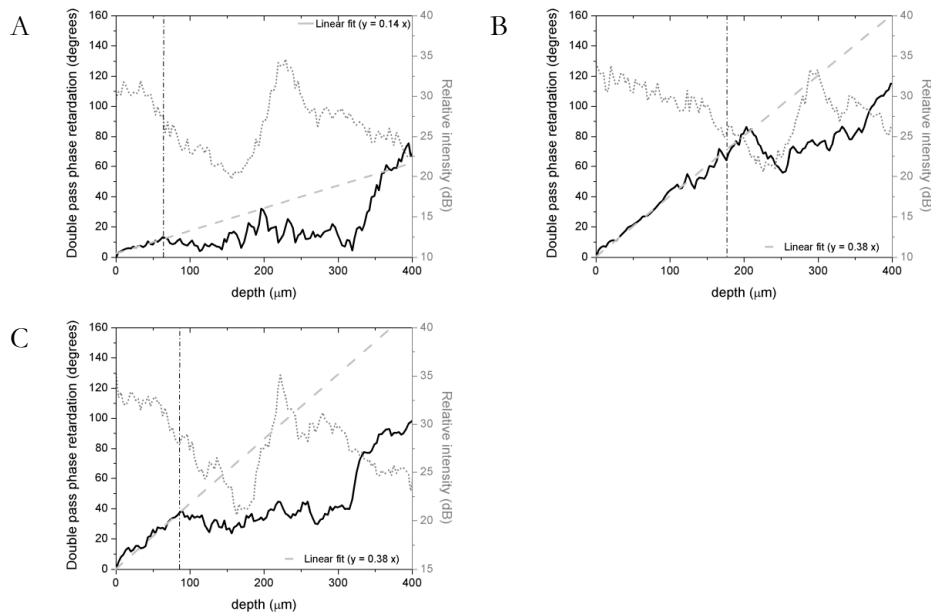 A
Double pass phase retardation (degrees)
160
140
120
100
80
60
40
20
0
Linear fit (y = 0.14 x)
40
35
30
25
20
15
10
Relative intensity (dB)
0 100 200 300 400
depth (μm)
B
Double pass phase retardation (degrees)
160
140
120
100
80
60
40
20
0
40
35
30
25
20
15
10
Relative intensity (dB)
Linear fit (y = 0.38 x)
0 100 200 300 400
depth (μm)
C
Double pass phase retardation (degrees)
160
140
120
100
80
60
40
20
0
40
35
30
25
20
15
Relative intensity (dB)
Linear fit (y = 0.38 x)
0 100 200 300 400
depth (μm)